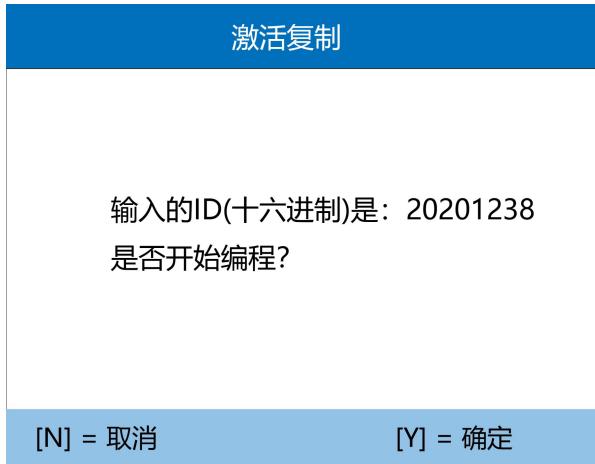 激活复制
输入的ID(十六进制)是：20201238
是否开始编程?
[N] = 取消
[Y] = 确定